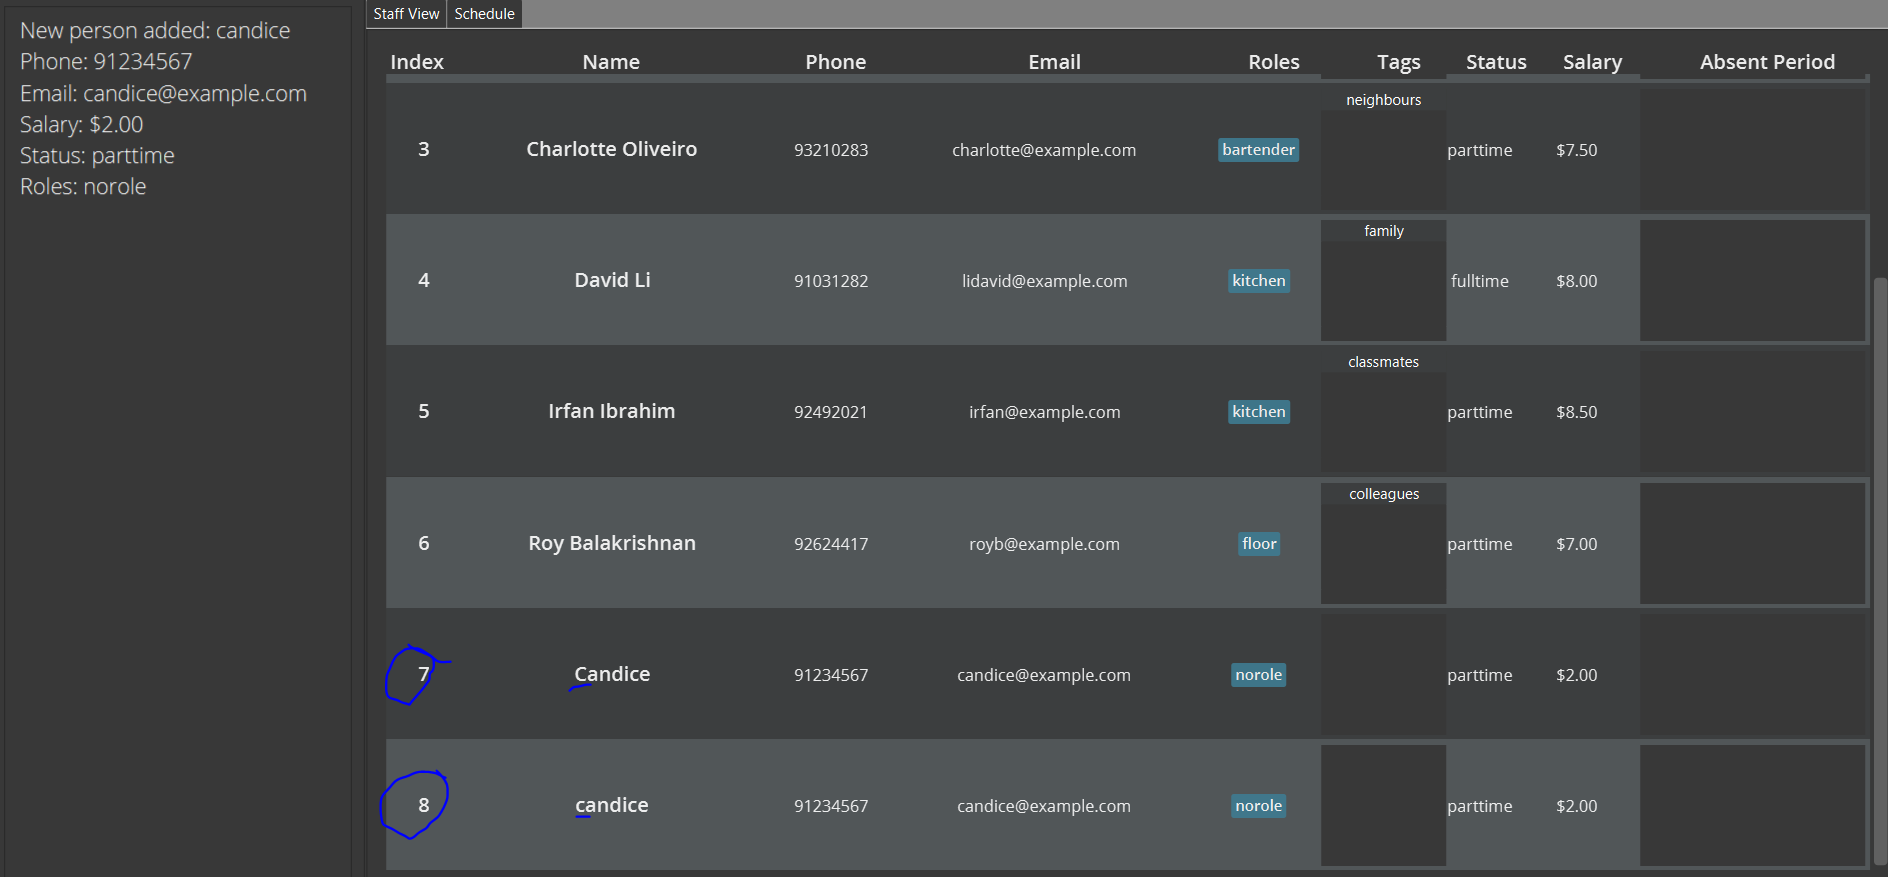 New person added: candice
Phone: 91234567
Email: candice@example.com
Salary: $2.00
Status: parttime
Roles: norole
Staff View Schedule
Index Name Phone Email Roles Tags Status Salary Absent Period
neighbours
3 Charlotte Oliveiro 93210283 charlotte@example.com bartender parttime $7.50
family
4 David Li 91031282 lidavid@example.com kitchen fulltime $8.00
classmates
5 Irfan Ibrahim 92492021 irfan@example.com kitchen parttime $8.50
colleagues
6 Roy Balakrishnan 92624417 royb@example.com floor parttime $7.00
7 Candice 91234567 candice@example.com norole parttime $2.00
8 candice 91234567 candice@example.com norole parttime $2.00